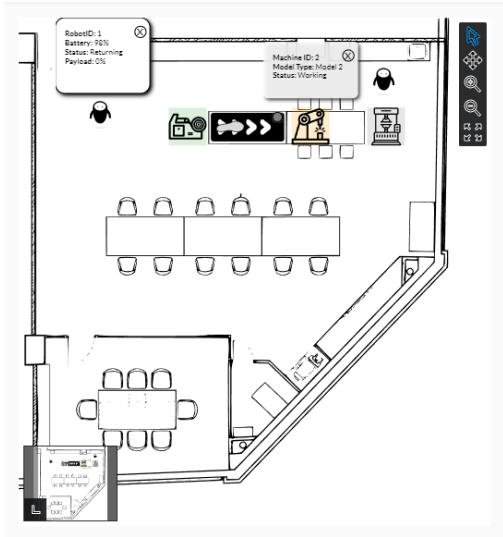 RobotID: 1
Battery: 98%
Status: Returning
Payload: 0%
Machine ID: 2
Model Type: Model 2
Status: Working